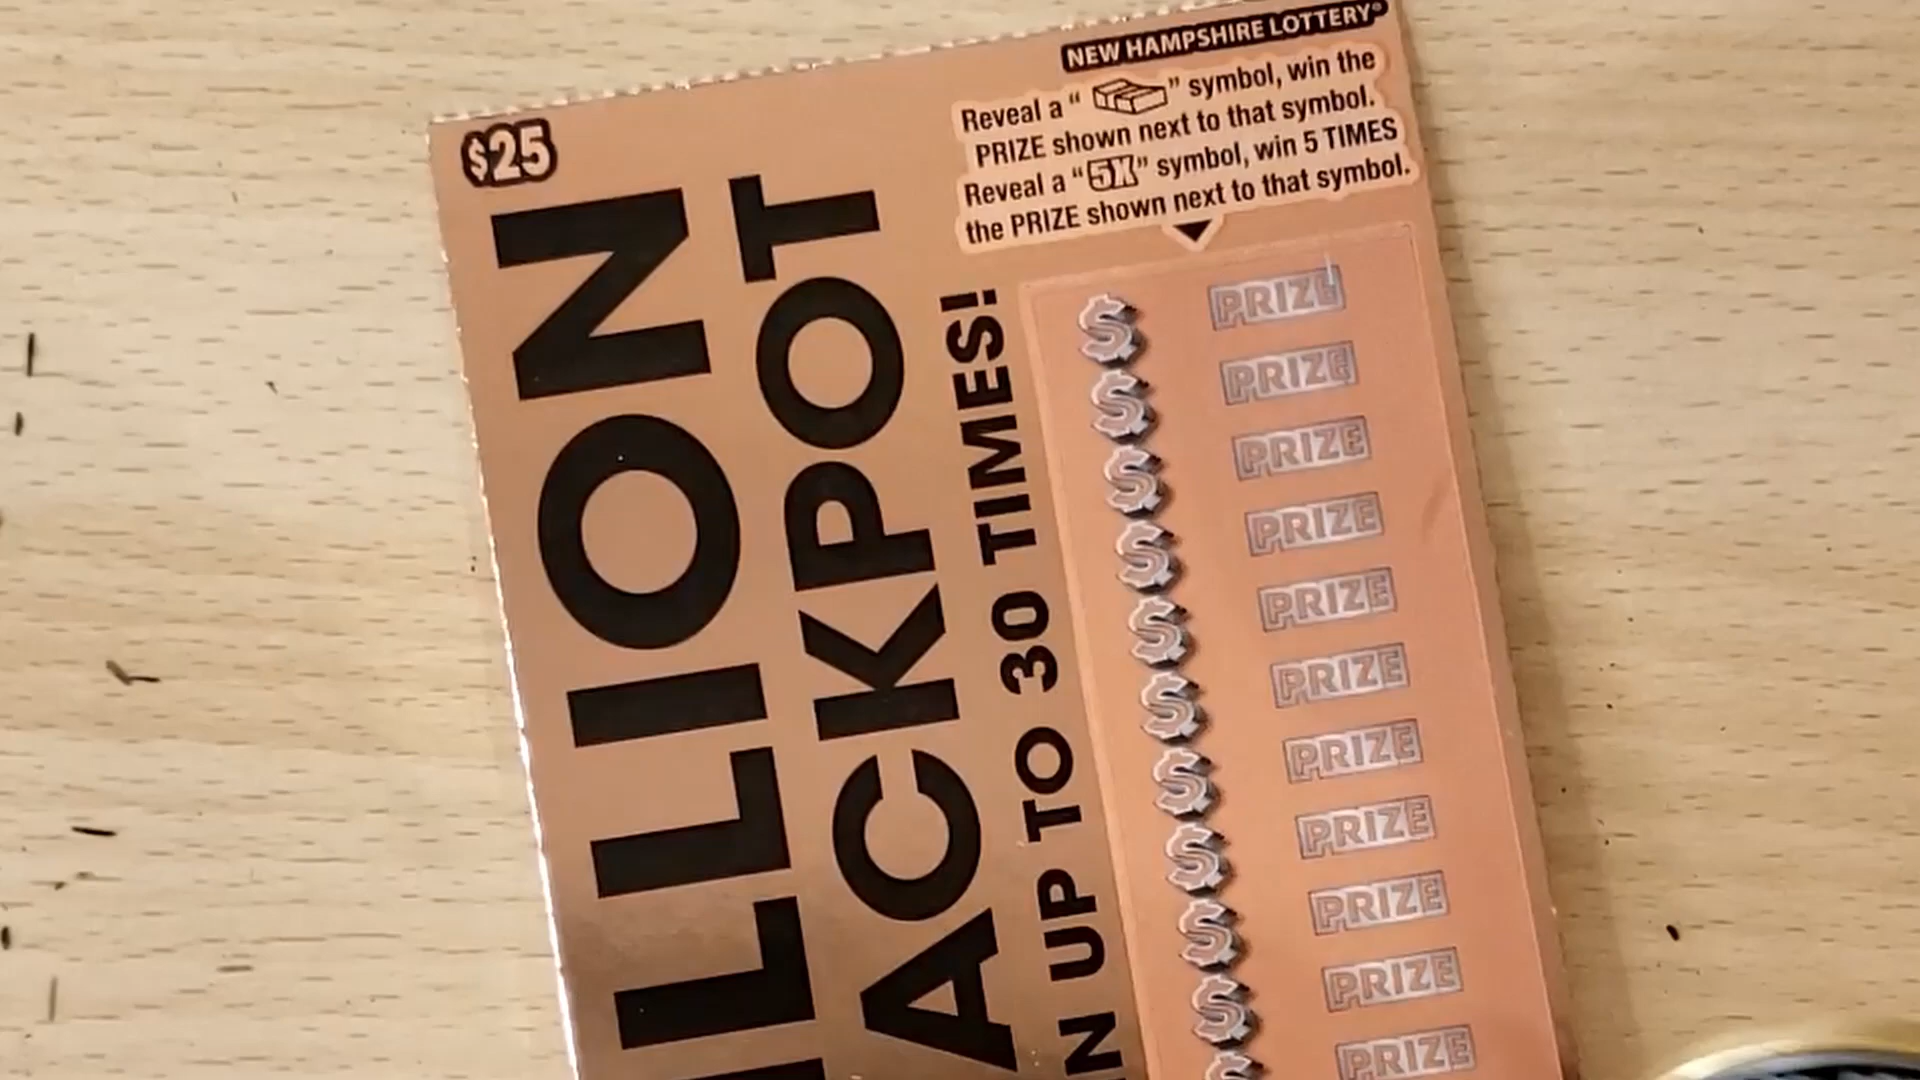 NEW HAMPSHIRE LOTTERY®
$25
Reveal a " " symbol, win the
PRIZE shown next to that symbol.
Reveal a "5X" symbol, win 5 TIMES
the PRIZE shown next to that symbol.
LLION
ACKPOT
IN UP TO 30 TIMES!
$ PRIZE
$ PRIZE
$ PRIZE
$ PRIZE
$ PRIZE
$ PRIZE
$ PRIZE
$ PRIZE
$ PRIZE
$ PRIZE
$ PRIZE